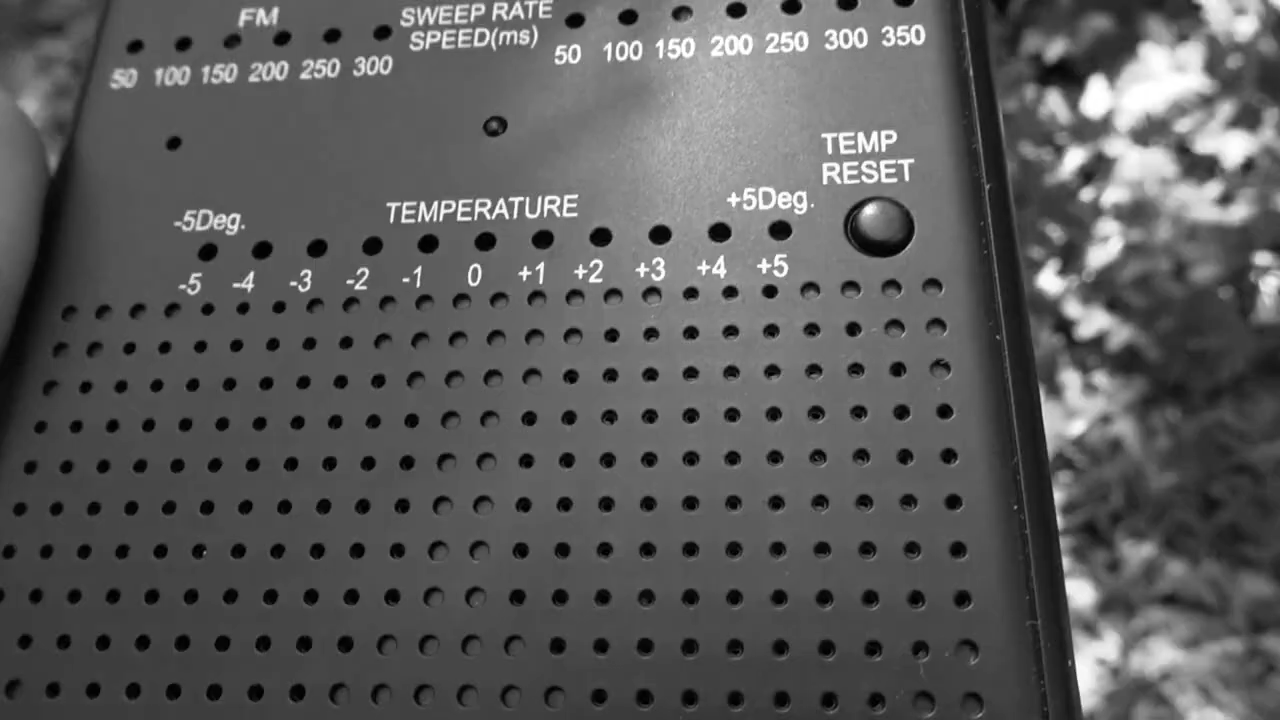 FM
50 100 150 200 250 300
SWEEP RATE
SPEED(ms)
50 100 150 200 250 300 350
TEMP
RESET
-5Deg.
TEMPERATURE
+5Deg.
-5 -4 -3 -2 -1 0 +1 +2 +3 +4 +5